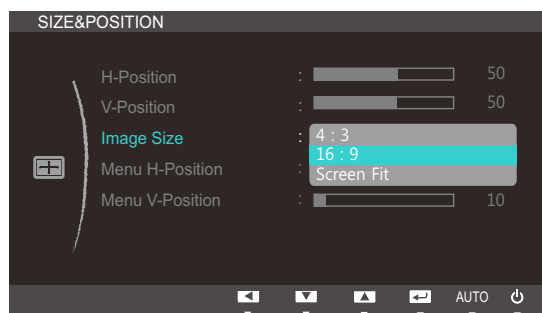 SIZE&POSITION
H-Position : 50
V-Position : 50
Image Size : 4 : 3
16 : 9
Menu H-Position : Screen Fit
Menu V-Position : 10
AUTO